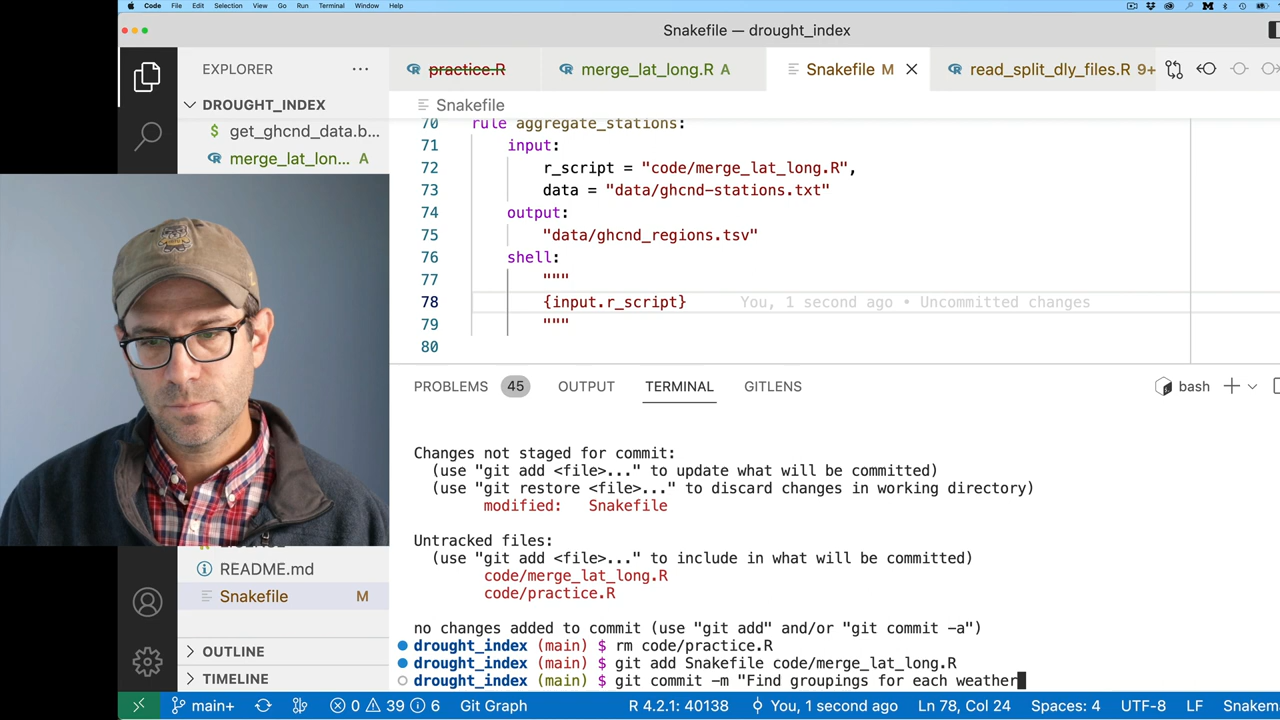 Code File Edit Selection View Go Run Terminal Window Help
Snakefile — drought_index
EXPLORER
practice.R
merge_lat_long.R A
Snakefile M
read_split_dly_files.R 9+
DROUGHT_INDEX
Snakefile
get_ghcnd_data.b...
merge_lat_lon... A
70 rule aggregate_stations:
71 input:
72 r_script = "code/merge_lat_long.R",
73 data = "data/ghcnd-stations.txt"
74 output:
75 "data/ghcnd_regions.tsv"
76 shell:
77 """
78 {input.r_script} You, 1 second ago • Uncommitted changes
79 """
80
PROBLEMS 45 OUTPUT TERMINAL GITLENS
bash
Changes not staged for commit:
(use "git add <file>..." to update what will be committed)
(use "git restore <file>..." to discard changes in working directory)
modified: Snakefile
Untracked files:
(use "git add <file>..." to include in what will be committed)
code/merge_lat_long.R
code/practice.R
no changes added to commit (use "git add" and/or "git commit -a")
drought_index (main) $ rm code/practice.R
drought_index (main) $ git add Snakefile code/merge_lat_long.R
drought_index (main) $ git commit -m "Find groupings for each weather
README.md
Snakefile M
OUTLINE
TIMELINE
main+ 0 39 6 Git Graph R 4.2.1: 40138 You, 1 second ago Ln 78, Col 24 Spaces: 4 UTF-8 LF Snakem